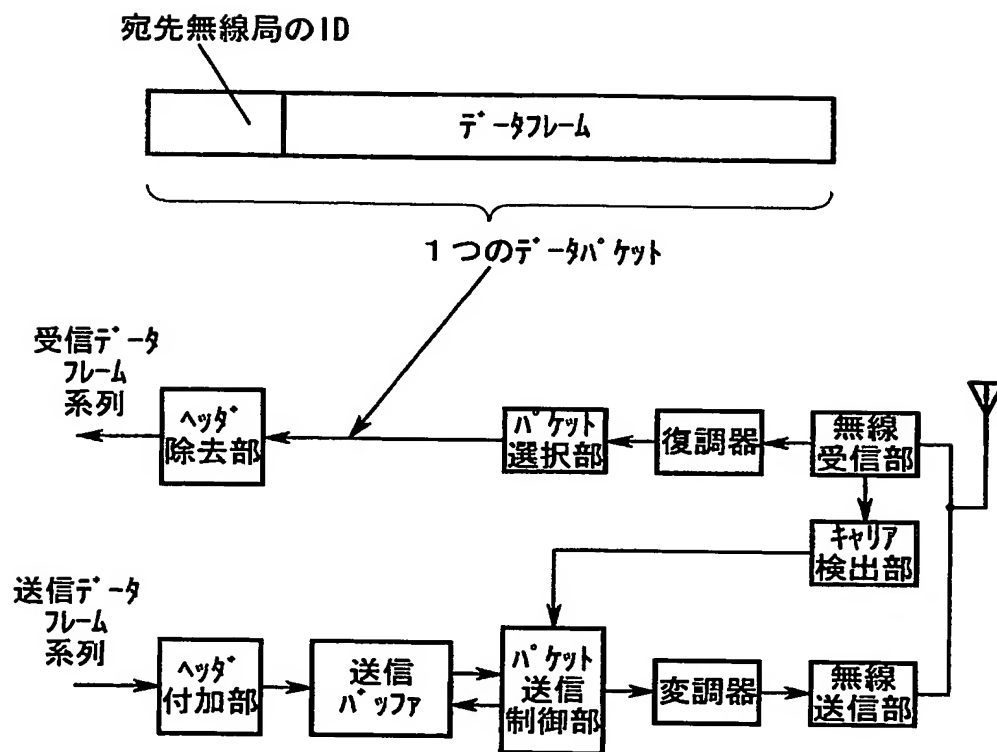 宛先無線局のID
データフレーム
1つのデータパケット
受信データ
フレーム
系列
ヘッダ
除去部
パケット
選択部
復調器
無線
受信部
キャリア
検出部
送信データ
フレーム
系列
ヘッダ
付加部
送信
バッファ
パケット
送信
制御部
変調器
無線
送信部